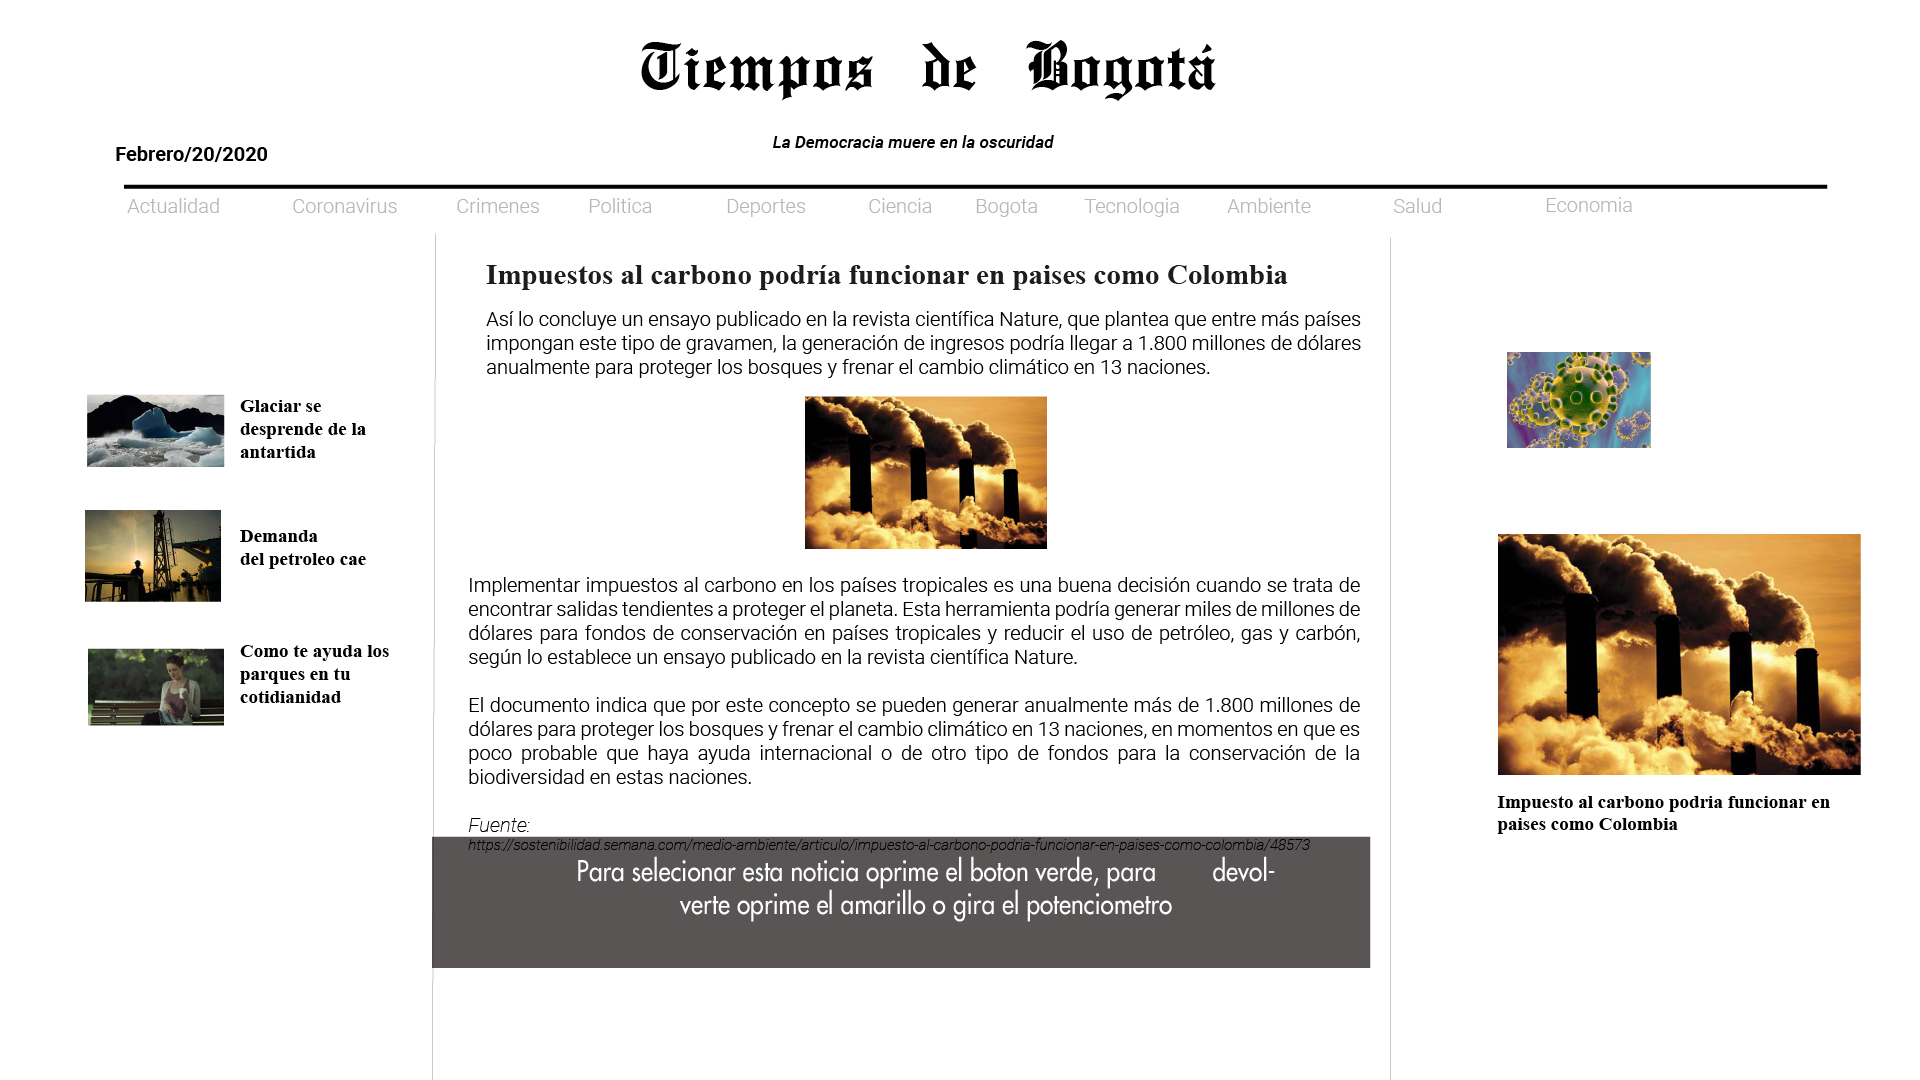 Tiempos de Bogotá
La Democracia muere en la oscuridad
Febrero/20/2020
Actualidad Coronavirus Crimenes Politica Deportes Ciencia Bogota Tecnologia Ambiente Salud Economia
Glaciar se
desprende de la
antartida
Demanda
del petroleo cae
Como te ayuda los
parques en tu
cotidianidad
Impuestos al carbono podría funcionar en paises como Colombia
Así lo concluye un ensayo publicado en la revista científica Nature, que plantea que entre más países
impongan este tipo de gravamen, la generación de ingresos podría llegar a 1.800 millones de dólares
anualmente para proteger los bosques y frenar el cambio climático en 13 naciones.
Implementar impuestos al carbono en los países tropicales es una buena decisión cuando se trata de
encontrar salidas tendientes a proteger el planeta. Esta herramienta podría generar miles de millones de
dólares para fondos de conservación en países tropicales y reducir el uso de petróleo, gas y carbón,
según lo establece un ensayo publicado en la revista científica Nature.
El documento indica que por este concepto se pueden generar anualmente más de 1.800 millones de
dólares para proteger los bosques y frenar el cambio climático en 13 naciones, en momentos en que es
poco probable que haya ayuda internacional o de otro tipo de fondos para la conservación de la
biodiversidad en estas naciones.
Fuente:
https://sostenibilidad.semana.com/medio-ambiente/articulo/impuesto-al-carbono-podria-funcionar-en-paises-como-colombia/48573
Para selecionar esta noticia oprime el boton verde, para devol-
verte oprime el amarillo o gira el potenciometro
Impuesto al carbono podria funcionar en
paises como Colombia